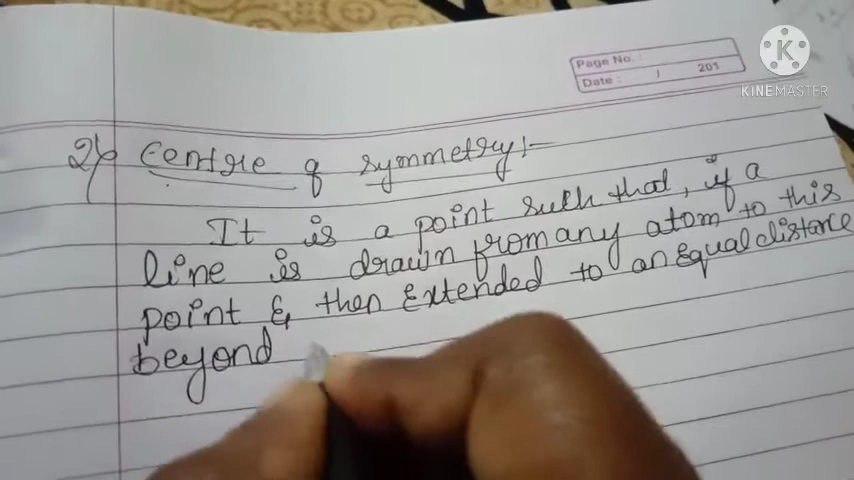 Page No. :
Date : / 201
KINEMASTER
2) Centre of symmetry:-
It is a point such that, if a
line is drawn from any atom to this
point & then extended to an equal distance
beyond